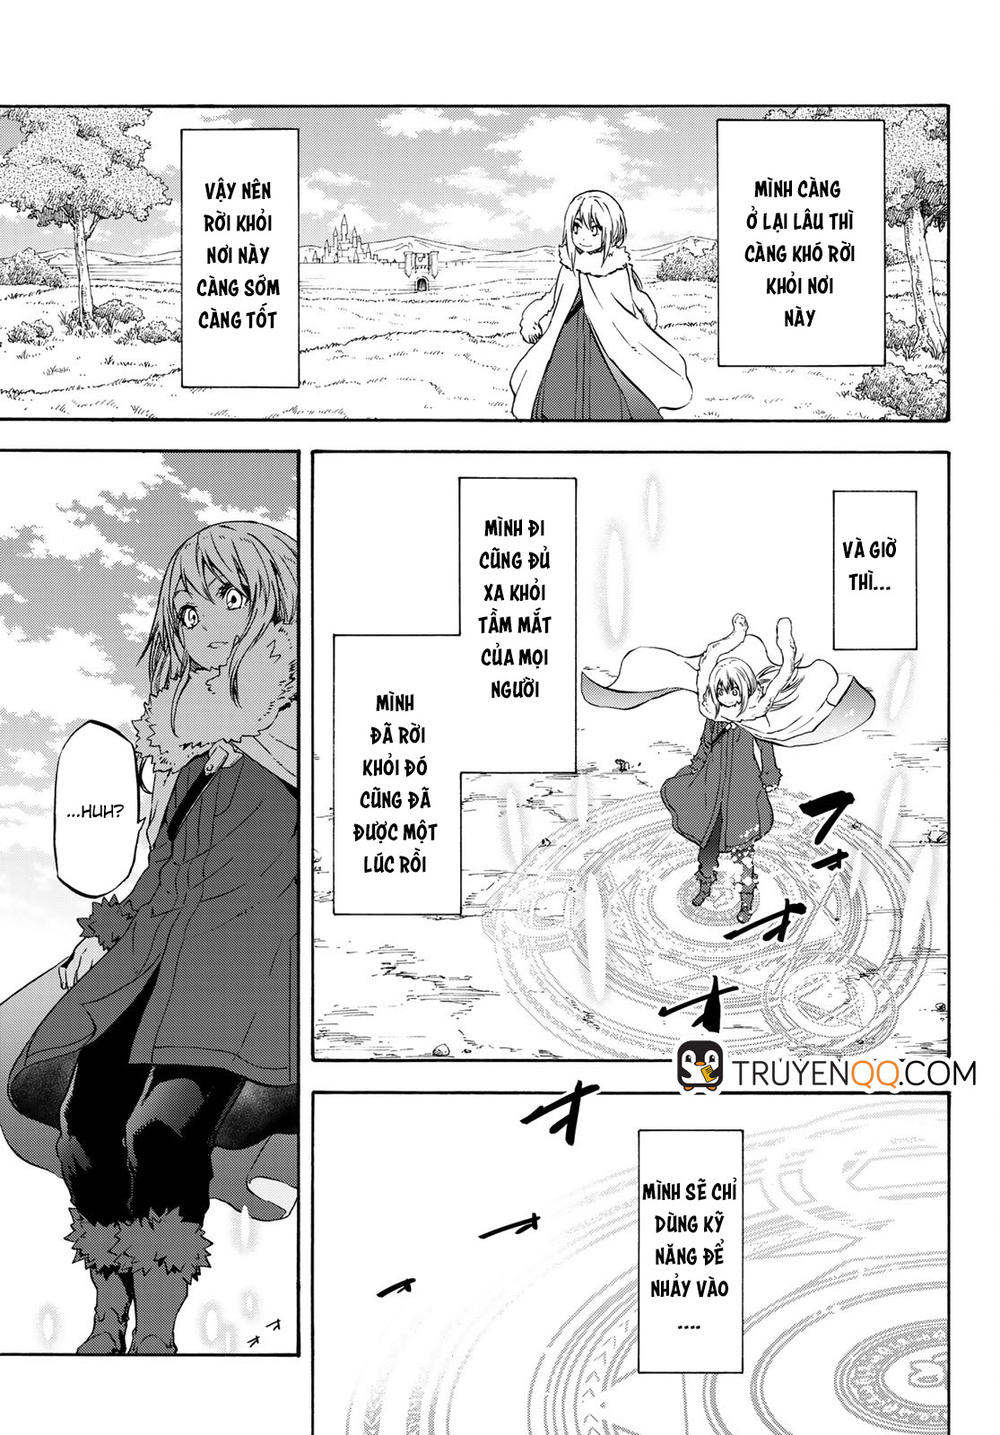 MÌNH CÀNG
Ở LẠI LÂU THÌ
CÀNG KHÓ RỜI
KHỎI NƠI
NÀY
VẬY NÊN
RỜI KHỎI
NƠI NÀY
CÀNG SỚM
CÀNG TỐT
VÀ GIỜ
THÌ...
MÌNH ĐI
CŨNG ĐỦ
XA KHỎI
TẦM MẮT
CỦA MỌI
NGƯỜI
MÌNH
ĐÃ RỜI
KHỎI ĐÓ
CŨNG ĐÃ
ĐƯỢC MỘT
LÚC RỒI
...HUH?
TRUYENQQ.COM
MÌNH SẼ CHỈ
DÙNG KỸ
NĂNG ĐỂ
NHẢY VÀO
....